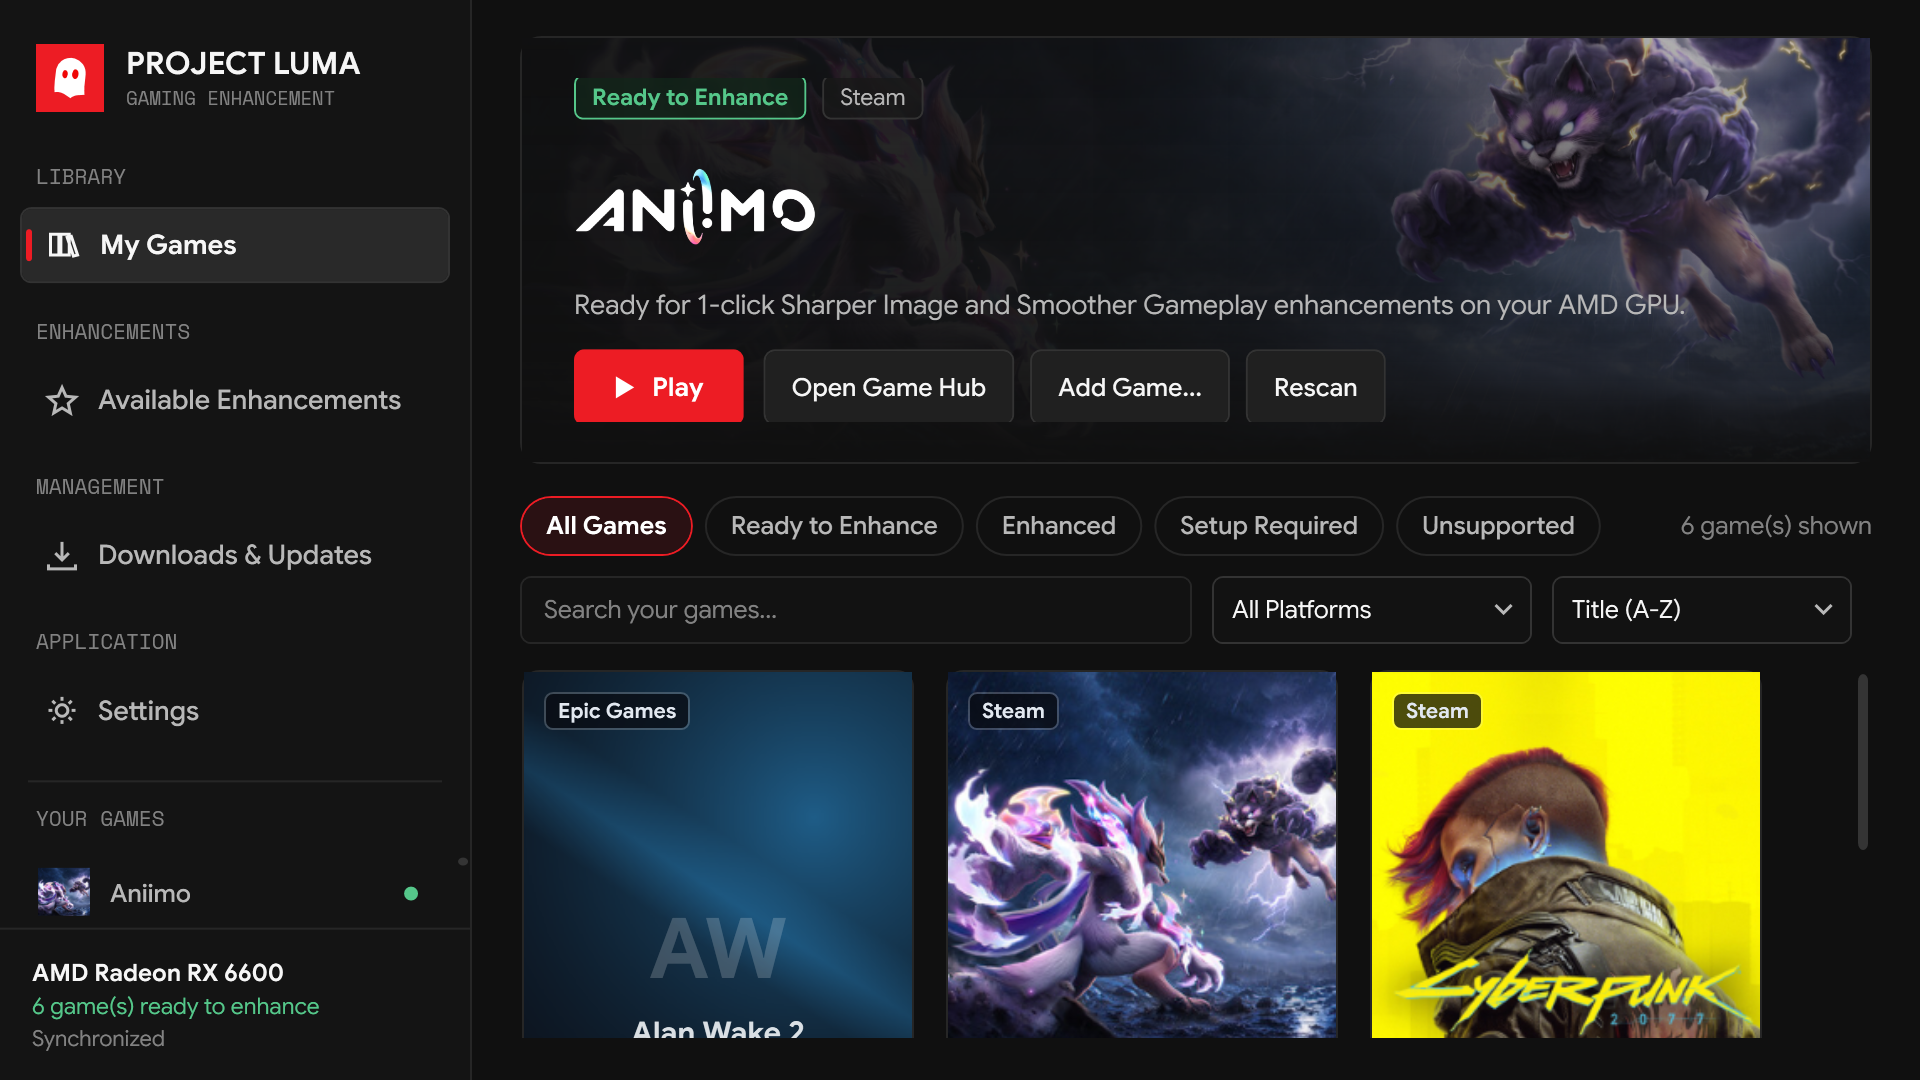 PROJECT LUMA
GAMING ENHANCEMENT
LIBRARY
My Games
ENHANCEMENTS
Available Enhancements
MANAGEMENT
Downloads & Updates
APPLICATION
Settings
YOUR GAMES
Aniimo
AMD Radeon RX 6600
6 game(s) ready to enhance
Synchronized
Ready to Enhance Steam
ANIIMO
Ready for 1-click Sharper Image and Smoother Gameplay enhancements on your AMD GPU.
Play Open Game Hub Add Game... Rescan
All Games Ready to Enhance Enhanced Setup Required Unsupported 6 game(s) shown
Search your games... All Platforms Title (A-Z)
Epic Games
AW
Alan Wake 2
Steam
Steam
SAMURAI
CYBERPUNK
2077